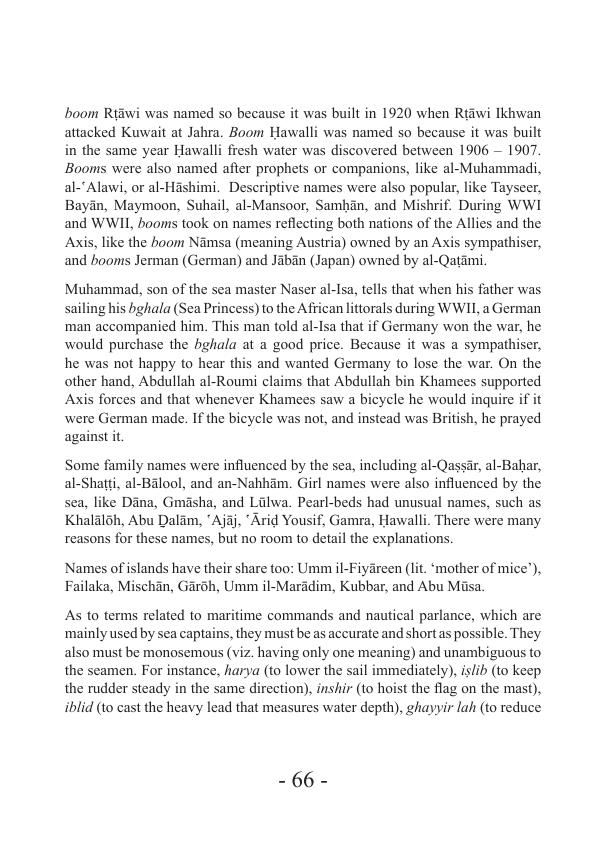 boom Rṭāwi was named so because it was built in 1920 when Rṭāwi Ikhwan
attacked Kuwait at Jahra. Boom Ḥawalli was named so because it was built
in the same year Ḥawalli fresh water was discovered between 1906 – 1907.
Booms were also named after prophets or companions, like al-Muhammadi,
al-ʽAlawi, or al-Hāshimi.  Descriptive names were also popular, like Tayseer,
Bayān, Maymoon, Suhail, al-Mansoor, Samḥān, and Mishrif. During WWI
and WWII, booms took on names reflecting both nations of the Allies and the
Axis, like the boom Nāmsa (meaning Austria) owned by an Axis sympathiser,
and booms Jerman (German) and Jābān (Japan) owned by al-Qaṭāmi.
Muhammad, son of the sea master Naser al-Isa, tells that when his father was
sailing his bghala (Sea Princess) to the African littorals during WWII, a German
man accompanied him. This man told al-Isa that if Germany won the war, he
would purchase the bghala at a good price. Because it was a sympathiser,
he was not happy to hear this and wanted Germany to lose the war. On the
other hand, Abdullah al-Roumi claims that Abdullah bin Khamees supported
Axis forces and that whenever Khamees saw a bicycle he would inquire if it
were German made. If the bicycle was not, and instead was British, he prayed
against it.
Some family names were influenced by the sea, including al-Qaṣṣār, al-Baḥar,
al-Shaṭṭi, al-Bālool, and an-Nahhām. Girl names were also influenced by the
sea, like Dāna, Gmāsha, and Lūlwa. Pearl-beds had unusual names, such as
Khalālōh, Abu Ḏalām, ʽAjāj, ʽĀriḍ Yousif, Gamra, Ḥawalli. There were many
reasons for these names, but no room to detail the explanations.
Names of islands have their share too: Umm il-Fiyāreen (lit. ‘mother of mice’),
Failaka, Mischān, Gārōh, Umm il-Marādim, Kubbar, and Abu Mūsa.
As to terms related to maritime commands and nautical parlance, which are
mainly used by sea captains, they must be as accurate and short as possible. They
also must be monosemous (viz. having only one meaning) and unambiguous to
the seamen. For instance, harya (to lower the sail immediately), iṣlib (to keep
the rudder steady in the same direction), inshir (to hoist the flag on the mast),
iblid (to cast the heavy lead that measures water depth), ghayyir lah (to reduce
- 66 -